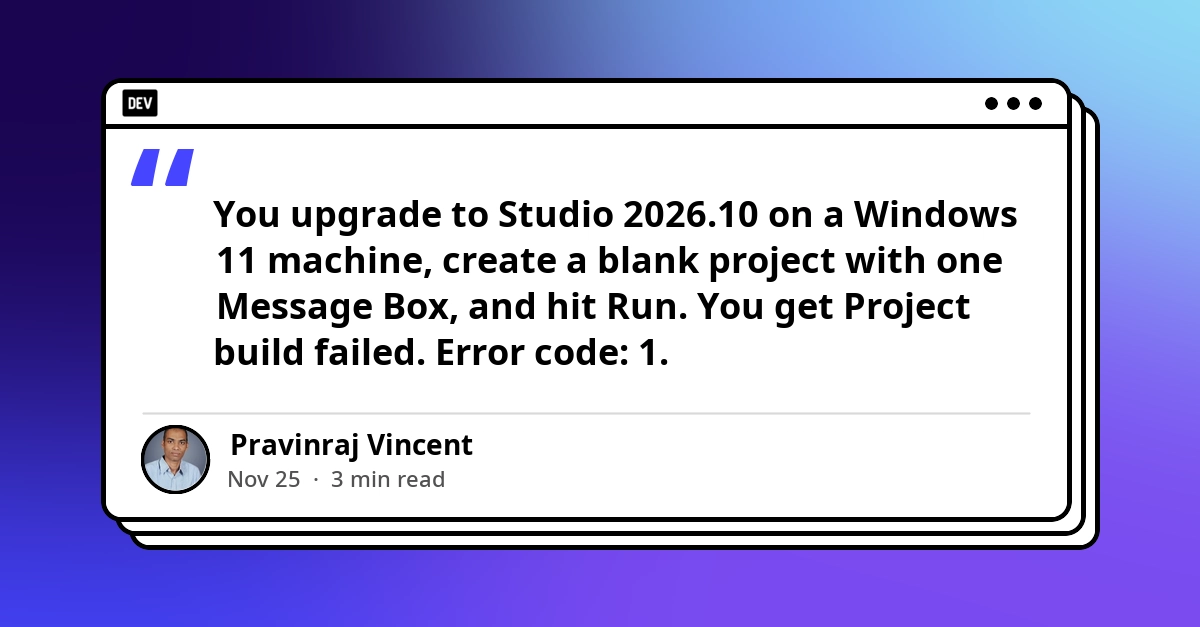 DEV
“
You upgrade to Studio 2026.10 on a Windows
11 machine, create a blank project with one
Message Box, and hit Run. You get Project
build failed. Error code: 1.
Pravinraj Vincent
Nov 25 · 3 min read